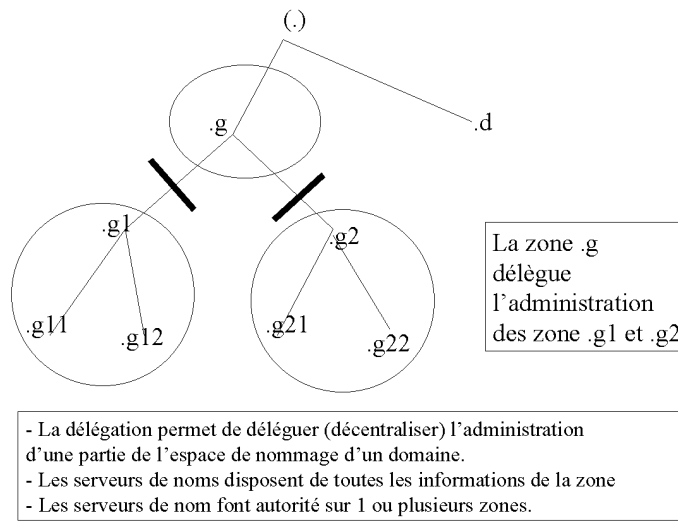 (.)
.g
.d
.g1
.g2
.g11
.g12
.g21
.g22
La zone .g
délègue
l'administration
des zone .g1 et .g2
- La délégation permet de déléguer (décentraliser) l'administration
d'une partie de l'espace de nommage d'un domaine.
- Les serveurs de noms disposent de toutes les informations de la zone
- Les serveurs de nom font autorité sur 1 ou plusieurs zones.